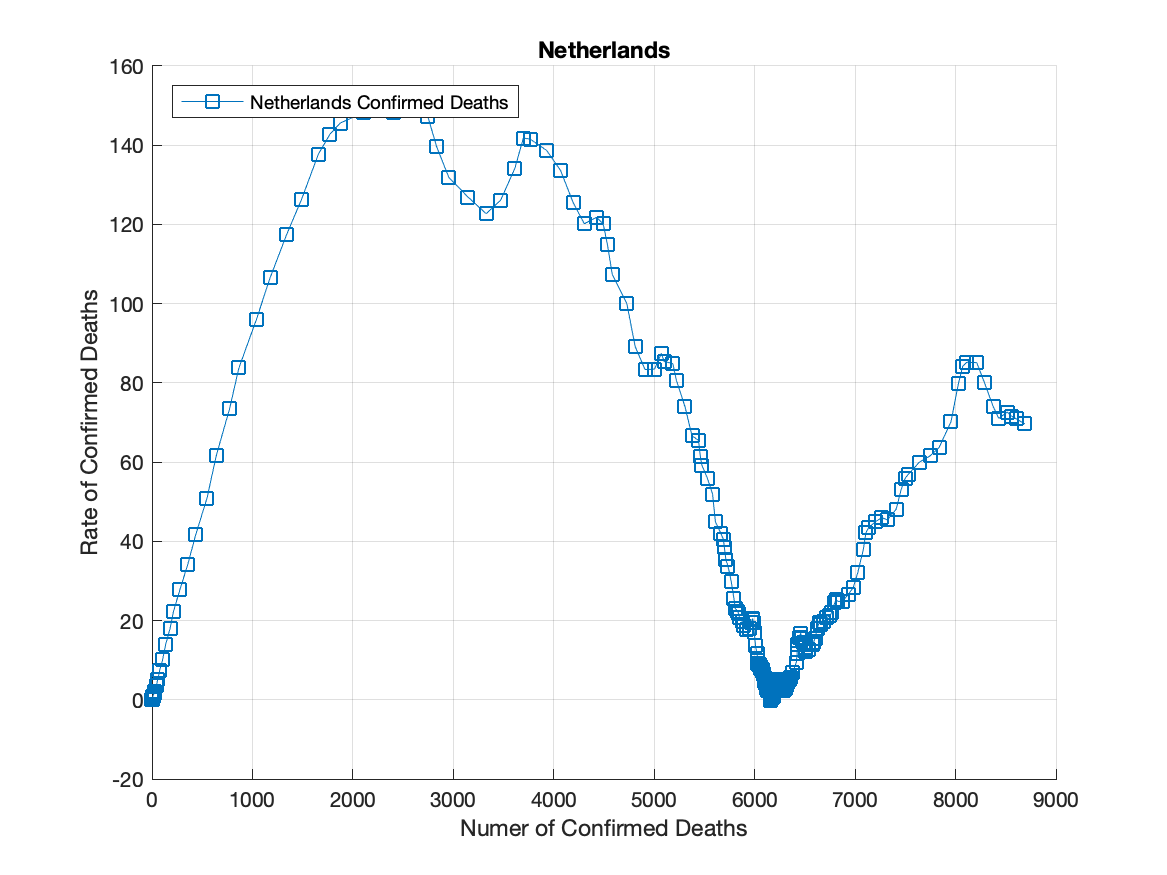 Netherlands
160
Netherlands Confirmed Deaths
140
120
100
80
60
40
20
0
-20
Rate of Confirmed Deaths
0 1000 2000 3000 4000 5000 6000 7000 8000 9000
Numer of Confirmed Deaths